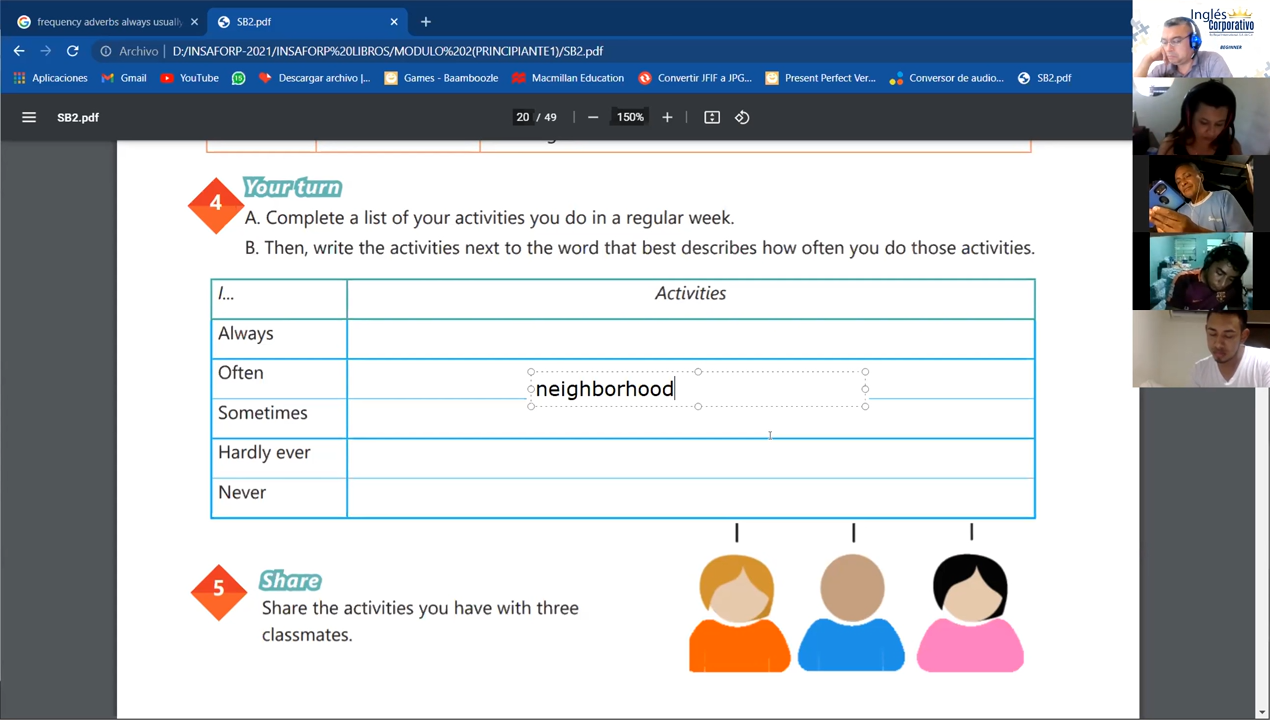 frequency adverbs always usually
SB2.pdf
Inglés
Corporativo
BEGINNER
Archivo
D:/INSAFORP-2021/INSAFORP%20LIBROS/MODULO%202(PRINCIPIANTE1)/SB2.pdf
Aplicaciones
Gmail
YouTube
Descargar archivo |...
Games - Baamboozle
Macmillan Education
Convertir JFIF a JPG...
Present Perfect Ver...
Conversor de audio...
SB2.pdf
SB2.pdf
20 / 49
150%
4
Your turn
A. Complete a list of your activities you do in a regular week.
B. Then, write the activities next to the word that best describes how often you do those activities.
I...
Activities
Always
Often
neighborhood
Sometimes
Hardly ever
Never
5
Share
Share the activities you have with three
classmates.